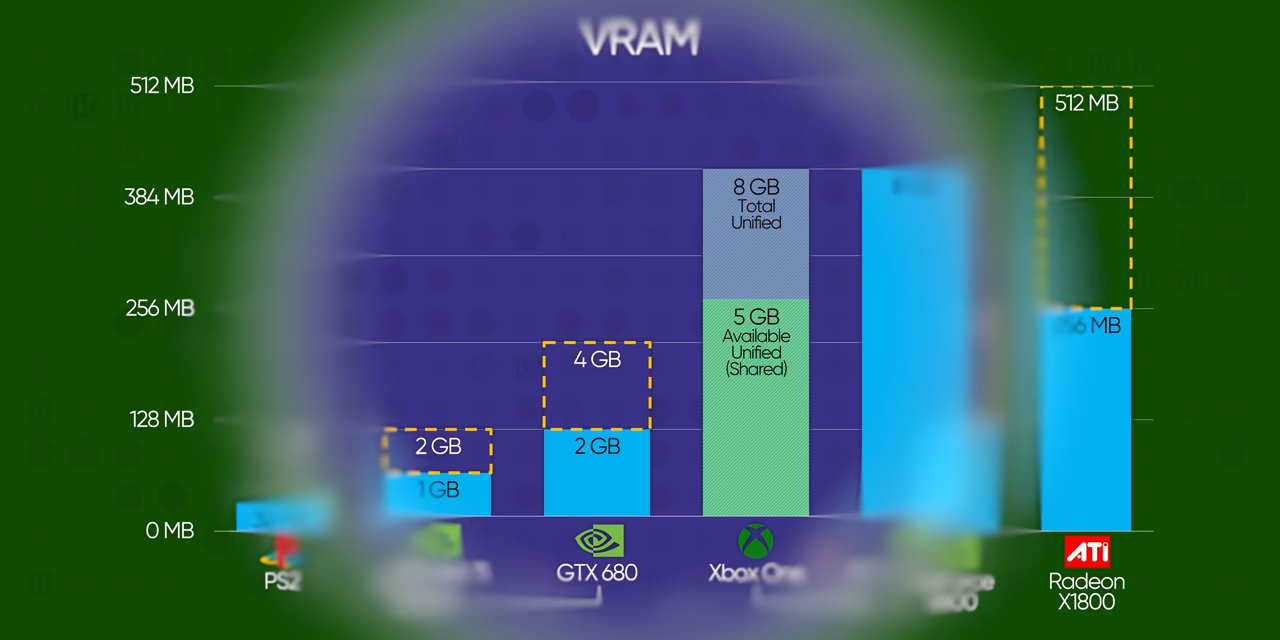 VRAM
512 MB
384 MB
256 MB
128 MB
0 MB
2 GB
1 GB
4 GB
2 GB
8 GB
Total
Unified
5 GB
Available
Unified
(Shared)
512 MB
MB
PS2
GTX 680
Xbox One
ATi
Radeon
X1800